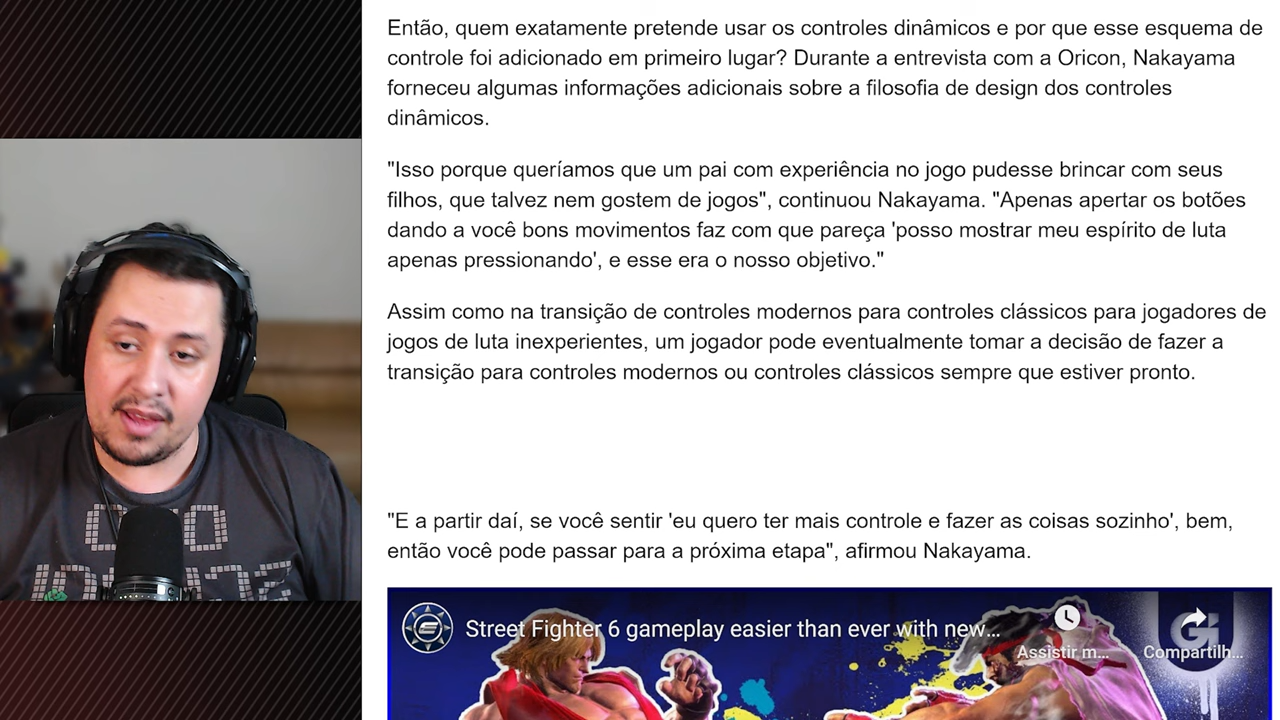 Então, quem exatamente pretende usar os controles dinâmicos e por que esse esquema de
controle foi adicionado em primeiro lugar? Durante a entrevista com a Oricon, Nakayama
forneceu algumas informações adicionais sobre a filosofia de design dos controles
dinâmicos.
"Isso porque queríamos que um pai com experiência no jogo pudesse brincar com seus
filhos, que talvez nem gostem de jogos", continuou Nakayama. "Apenas apertar os botões
dando a você bons movimentos faz com que pareça 'posso mostrar meu espírito de luta
apenas pressionando', e esse era o nosso objetivo."
Assim como na transição de controles modernos para controles clássicos para jogadores de
jogos de luta inexperientes, um jogador pode eventualmente tomar a decisão de fazer a
transição para controles modernos ou controles clássicos sempre que estiver pronto.
"E a partir daí, se você sentir 'eu quero ter mais controle e fazer as coisas sozinho', bem,
então você pode passar para a próxima etapa", afirmou Nakayama.
Street Fighter 6 gameplay easier than ever with new...
Assistir m...
Compartilh...